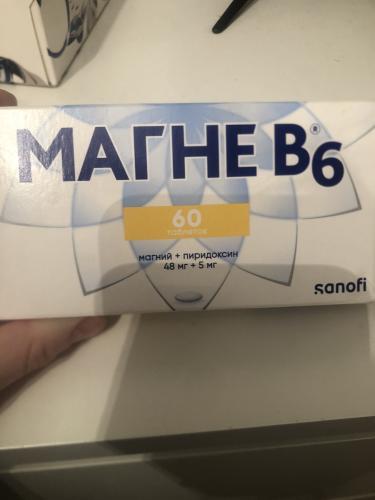 МАГНЕ B6®
60
таблеток
магний + пиридоксин
48 мг + 5 мг
sanofi